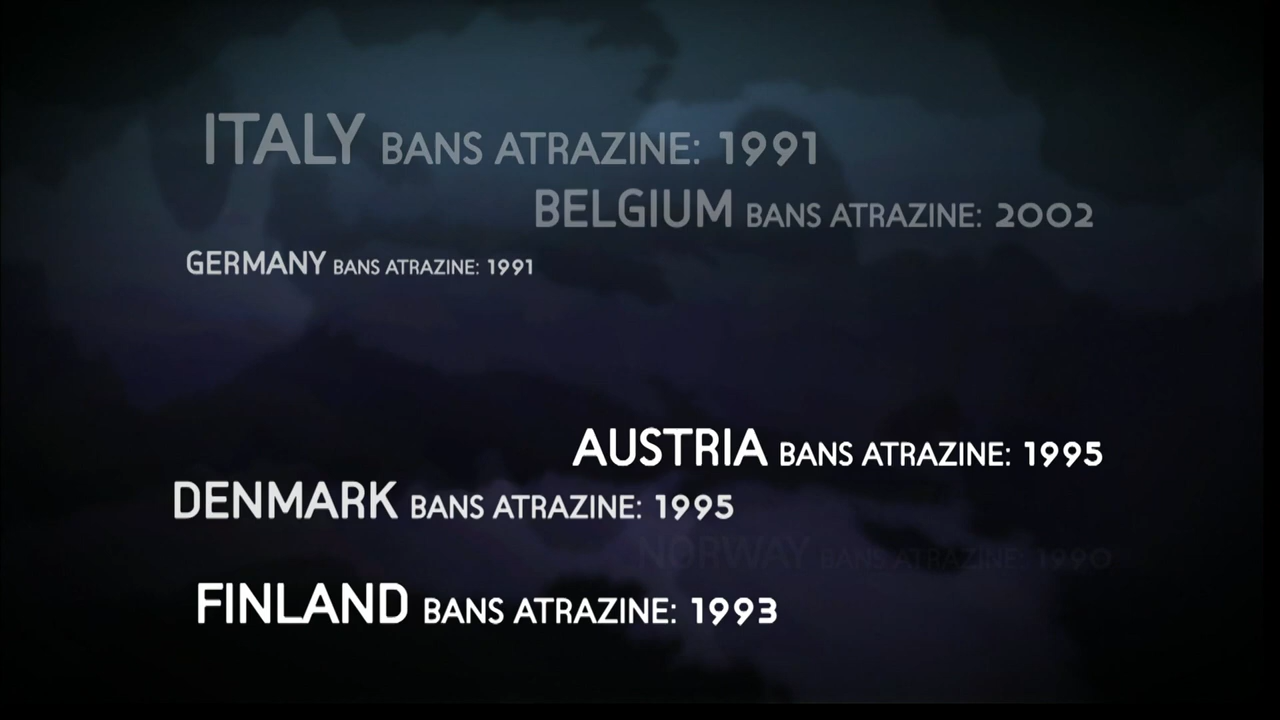 ITALY BANS ATRAZINE: 1991
BELGIUM BANS ATRAZINE: 2002
GERMANY BANS ATRAZINE: 1991
AUSTRIA BANS ATRAZINE: 1995
DENMARK BANS ATRAZINE: 1995
NORWAY BANS ATRAZINE: 1990
FINLAND BANS ATRAZINE: 1993